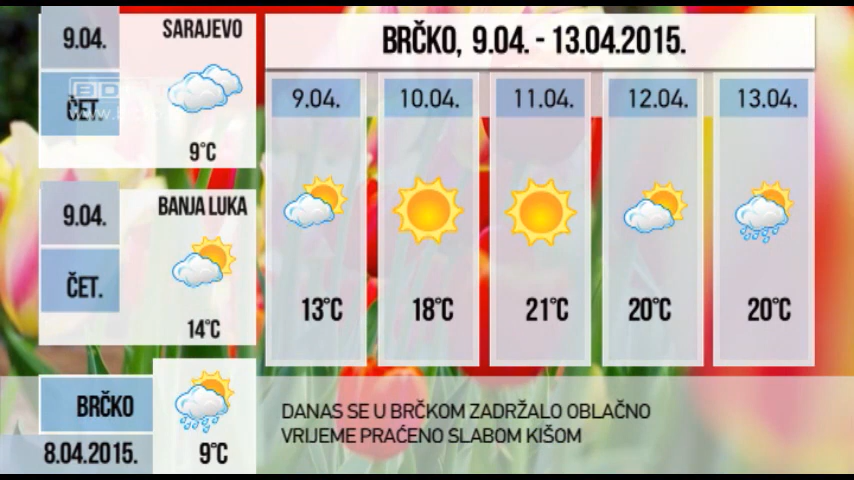 9.04.
ČET.
SARAJEVO
9°C
9.04.
ČET.
BANJA LUKA
14°C
BRČKO
8.04.2015.
9°C
BRČKO, 9.04. - 13.04.2015.
9.04. 10.04. 11.04. 12.04. 13.04.
13°C 18°C 21°C 20°C 20°C
DANAS SE U BRČKOM ZADRŽALO OBLAČNO
VRIJEME PRAĆENO SLABOM KIŠOM